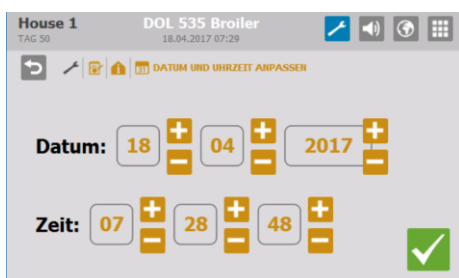 House 1 DOL 535 Broiler
TAG 50 18.04.2017 07:29
DATUM UND UHRZEIT ANPASSEN
Datum: 18 04 2017
Zeit: 07 28 48